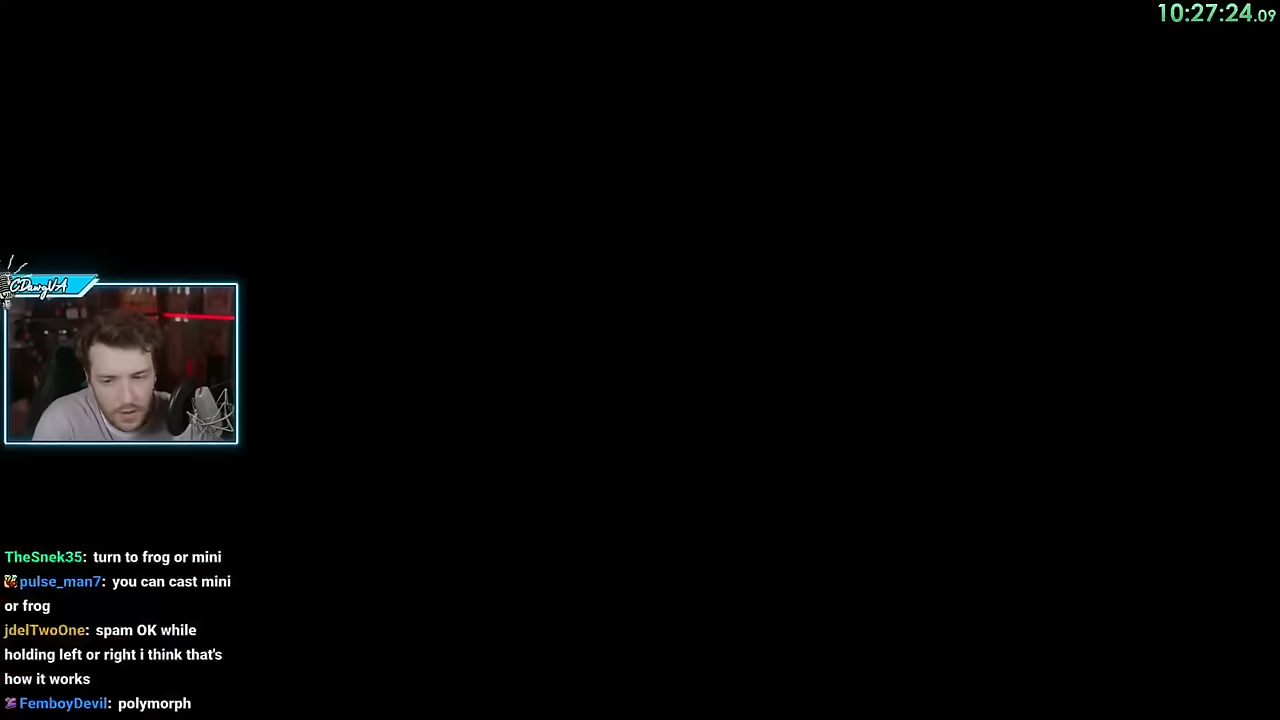 10:27:24.09
CDawgVA
TheSnek35: turn to frog or mini
pulse_man7: you can cast mini
or frog
jdelTwoOne: spam OK while
holding left or right i think that's
how it works
FemboyDevil: polymorph